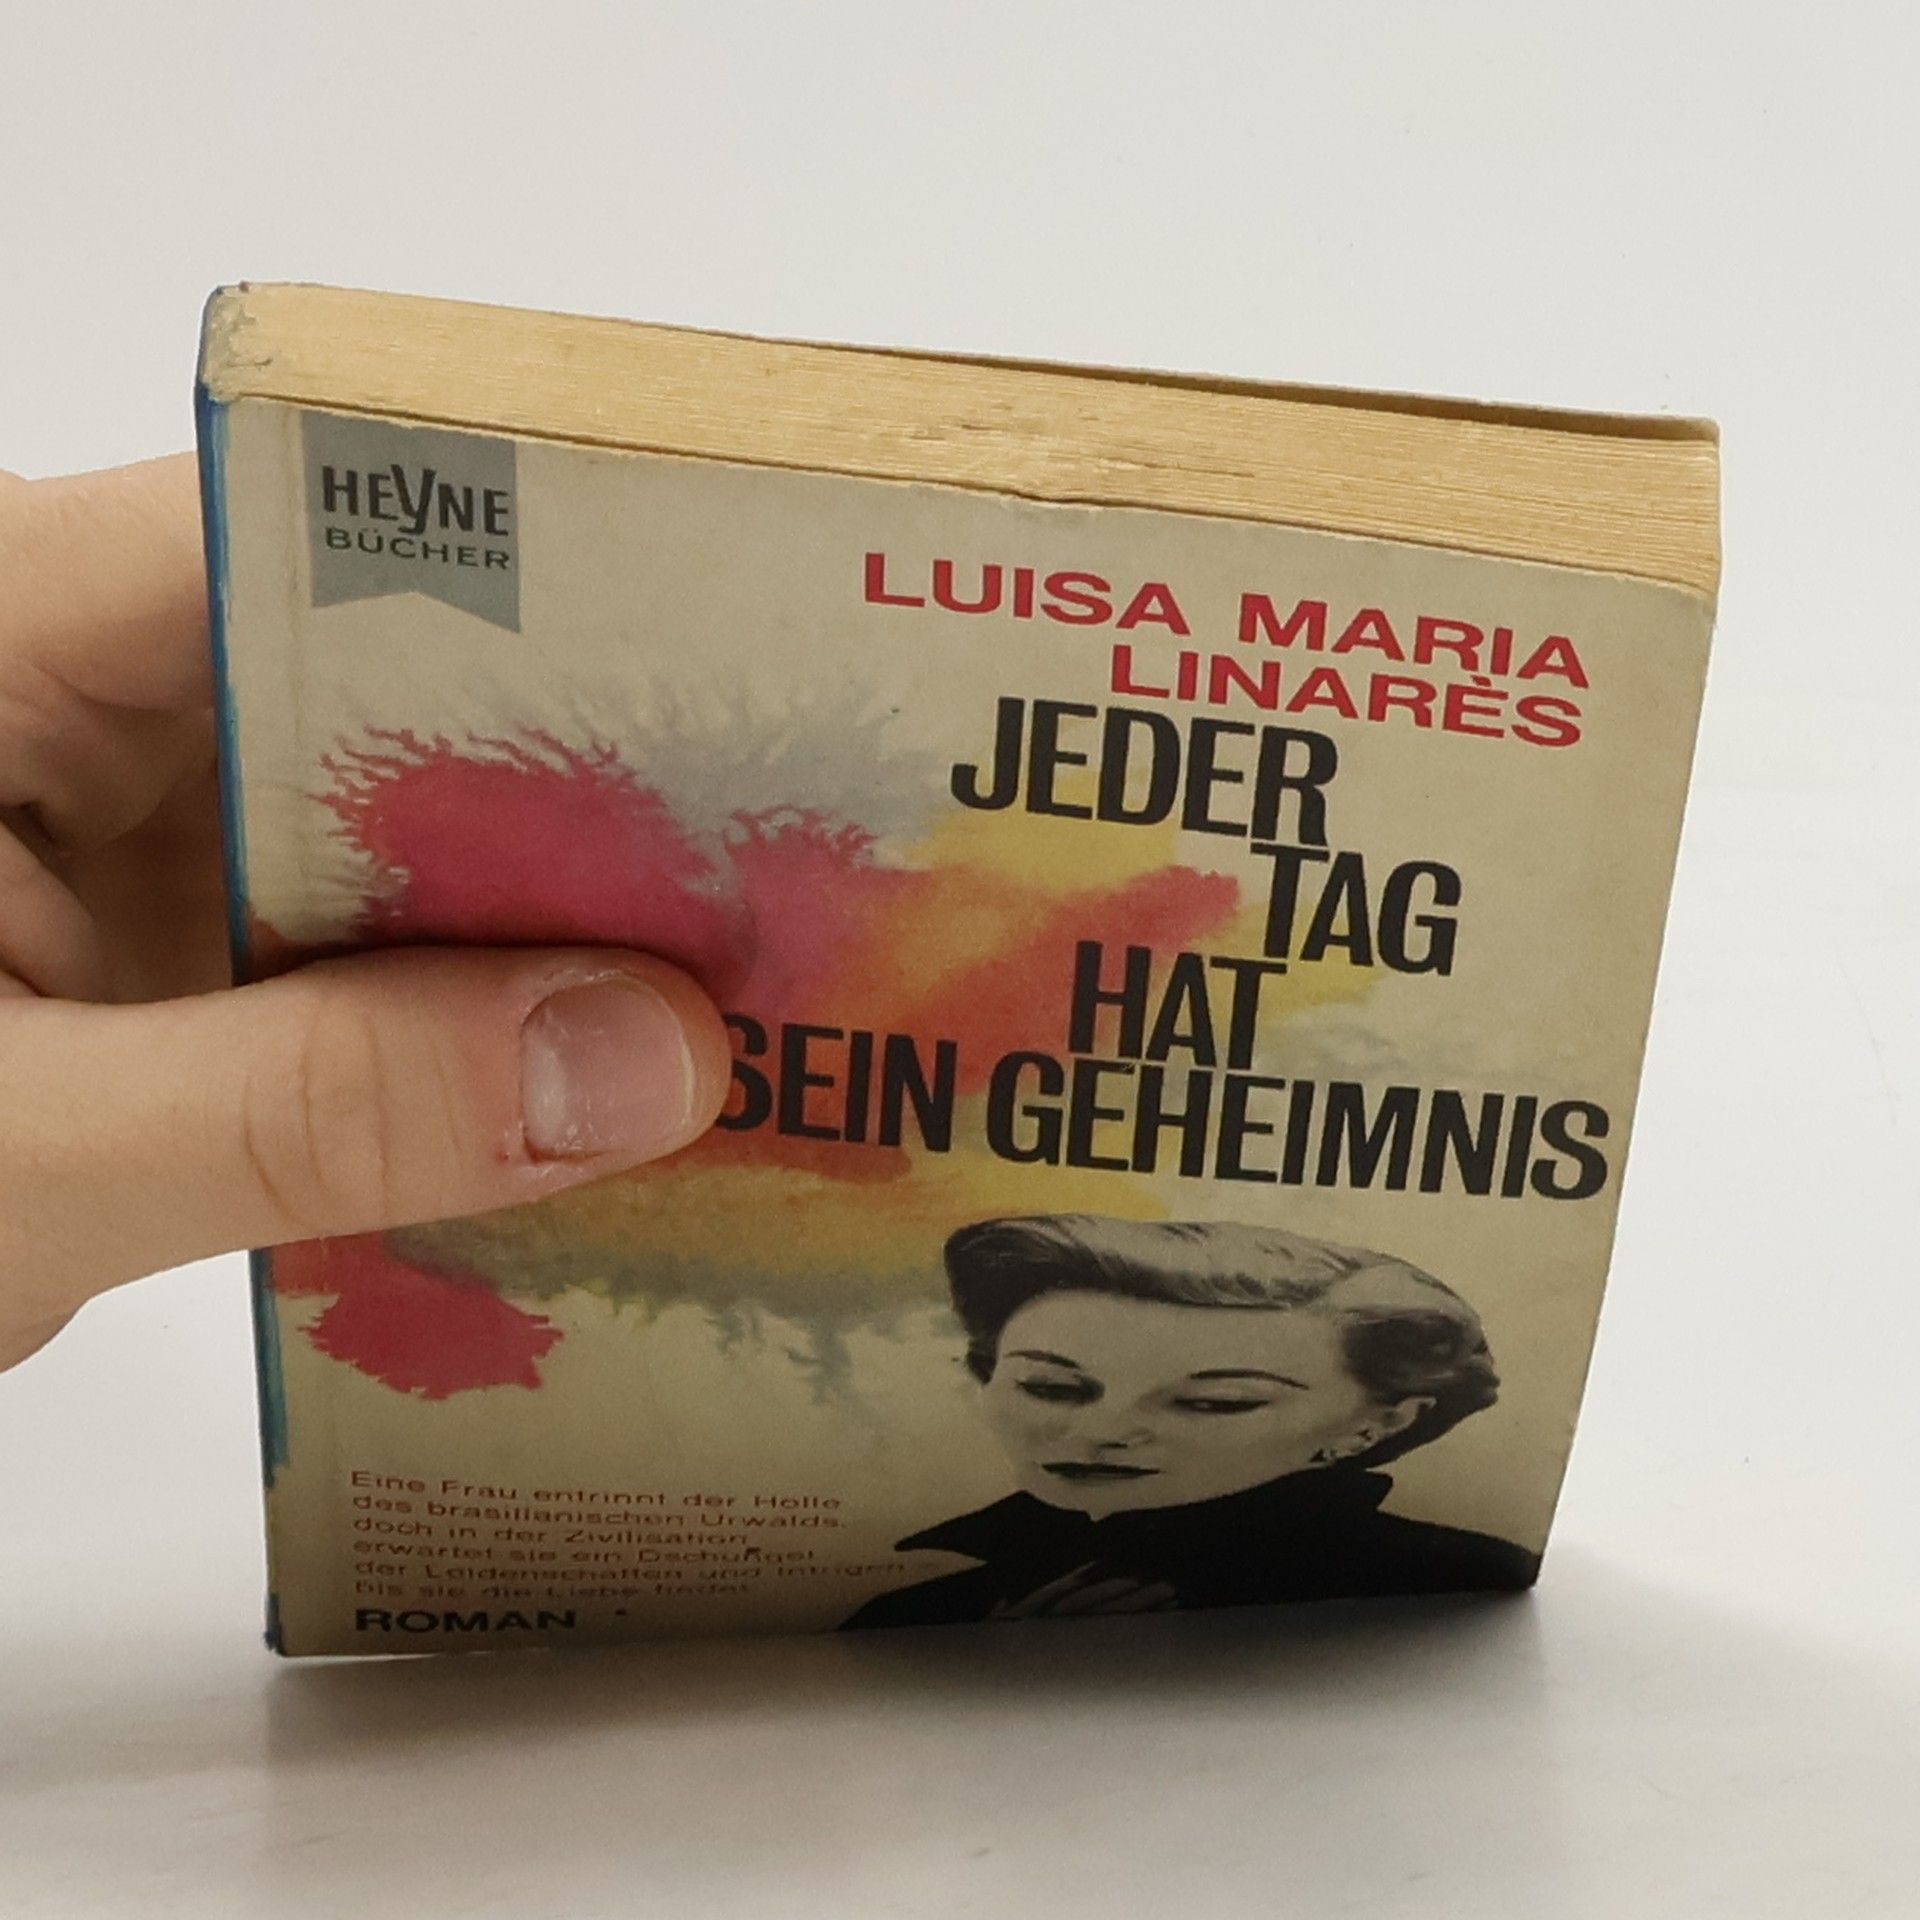 HEYNE
BÜCHER
LUISA MARIA
LINARÈS
JEDER
TAG
HAT
SEIN GEHEIMNIS
Eine Frau entrinnt der Hölle
des brasilianischen Urwalds,
doch in der Zivilisation
erwartet sie ein Dschungel
der Leidenschaften und Intrigen
bis sie die Liebe findet
ROMAN